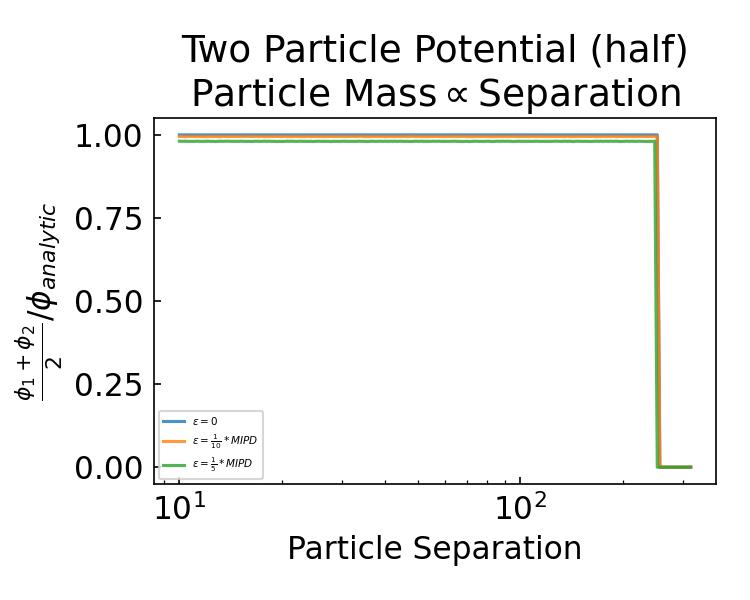 Two Particle Potential (half)
Particle Mass ∝ Separation
1.00
0.75
0.50
0.25
0.00
(ϕ₁ + ϕ₂)/2 /ϕ_analytic
ε = 0
ε = 1/10 * MIPD
ε = 1/5 * MIPD
10¹ 10²
Particle Separation